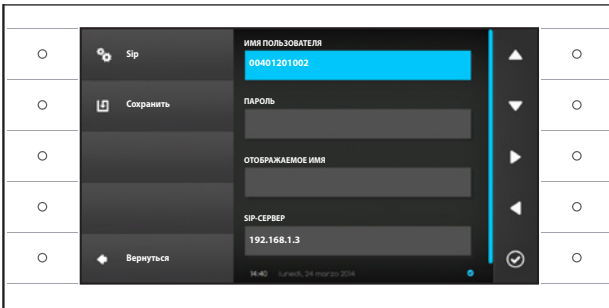 Sip
Сохранить
Вернуться
ИМЯ ПОЛЬЗОВАТЕЛЯ
00401201002
ПАРОЛЬ
ОТОБРАЖАЕМОЕ ИМЯ
SIP-СЕРВЕР
192.168.1.3
14:40 lunedì, 24 marzo 2014